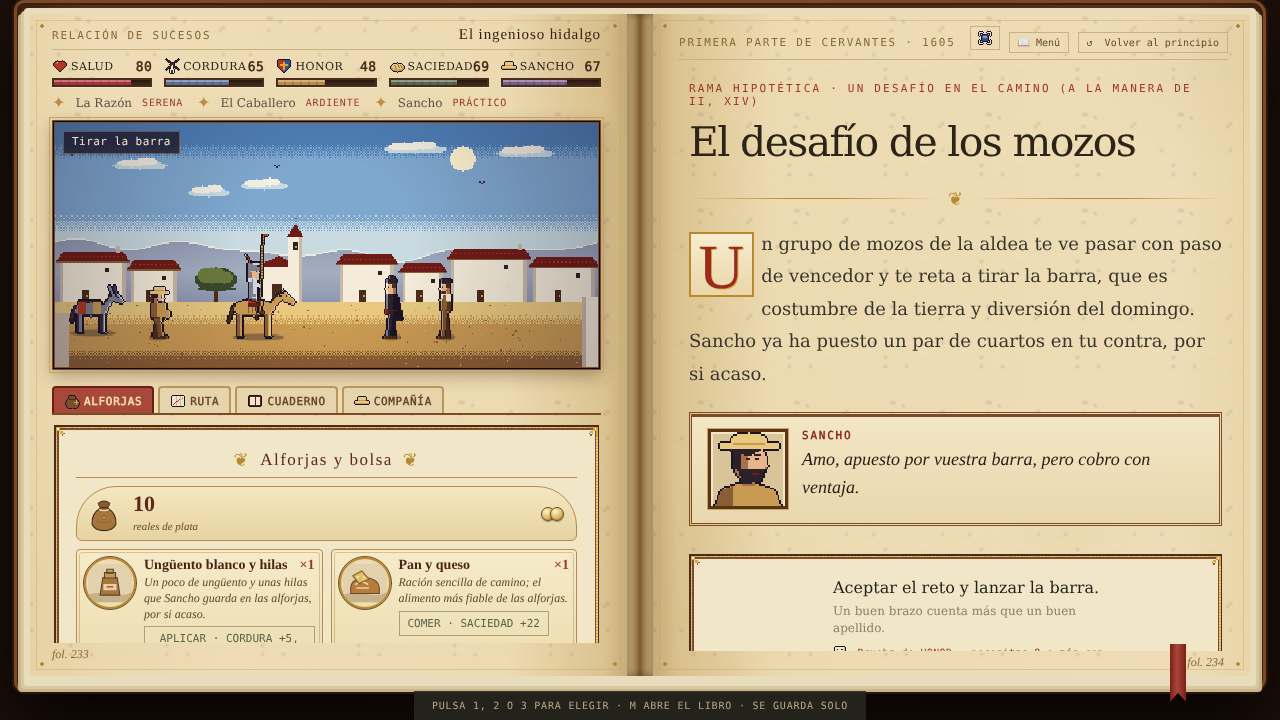 RELACIÓN DE SUCESOS
El ingenioso hidalgo
SALUD 80
CORDURA 65
HONOR 48
SACIEDAD 69
SANCHO 67
La Razón SERENA
El Caballero ARDIENTE
Sancho PRÁCTICO
Tirar la barra
ALFORJAS
RUTA
CUADERNO
COMPAÑÍA
Alforjas y bolsa
10
reales de plata
Ungüento blanco y hilas ×1
Un poco de ungüento y unas hilas
que Sancho guarda en las alforjas,
por si acaso.
APLICAR · CORDURA +5,
Pan y queso ×1
Ración sencilla de camino; el
alimento más fiable de las alforjas.
COMER · SACIEDAD +22
fol. 233
PRIMERA PARTE DE CERVANTES · 1605
Menú
↺ Volver al principio
RAMA HIPOTÉTICA · UN DESAFÍO EN EL CAMINO (A LA MANERA DE
II, XIV)
El desafío de los mozos
Un grupo de mozos de la aldea te ve pasar con paso
de vencedor y te reta a tirar la barra, que es
costumbre de la tierra y diversión del domingo.
Sancho ya ha puesto un par de cuartos en tu contra, por
si acaso.
SANCHO
Amo, apuesto por vuestra barra, pero cobro con
ventaja.
Aceptar el reto y lanzar la barra.
Un buen brazo cuenta más que un buen
apellido.
fol. 234
PULSA 1, 2 O 3 PARA ELEGIR · M ABRE EL LIBRO · SE GUARDA SOLO